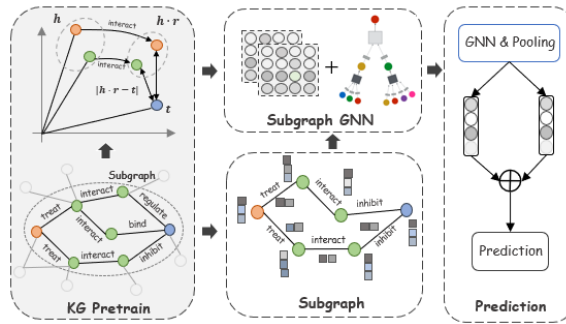 h
interact
h · r
interact
|h · r − t|
t
Subgraph
interact
treat
regulate
interact
bind
treat
inhibit
interact
KG Pretrain
+
Subgraph GNN
treat
interact
inhibit
treat
interact
inhibit
Subgraph
GNN & Pooling
Prediction
Prediction